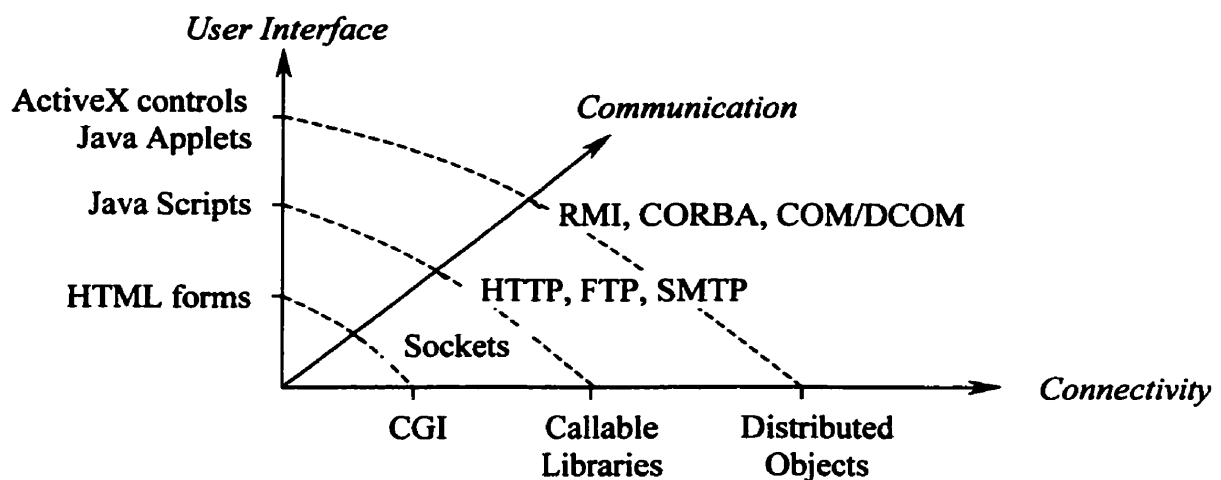 User Interface
ActiveX controls
Java Applets
Communication
Java Scripts
RMI, CORBA, COM/DCOM
HTML forms
HTTP, FTP, SMTP
Sockets
Connectivity
CGI
Callable
Libraries
Distributed
Objects